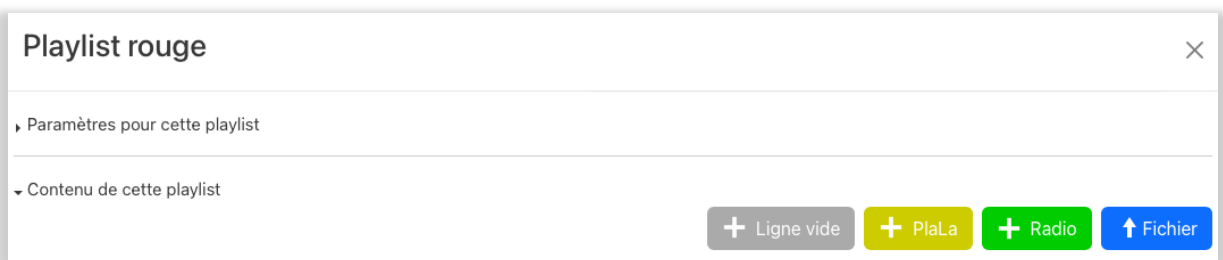 Playlist rouge
Paramètres pour cette playlist
Contenu de cette playlist
Ligne vide PlaLa Radio Fichier